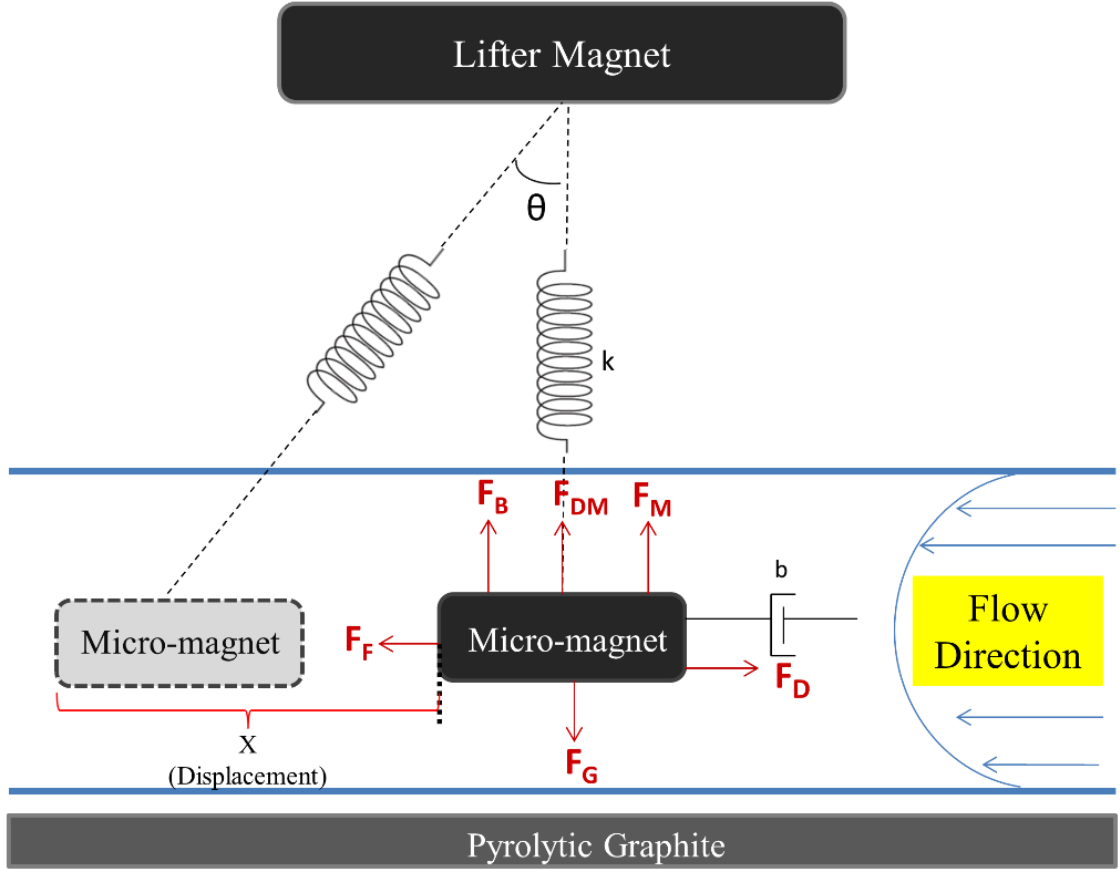 Lifter Magnet
θ
k
F_B
F_DM
F_M
b
Micro-magnet
F_F
Micro-magnet
Flow
Direction
F_D
X
(Displacement)
F_G
Pyrolytic Graphite